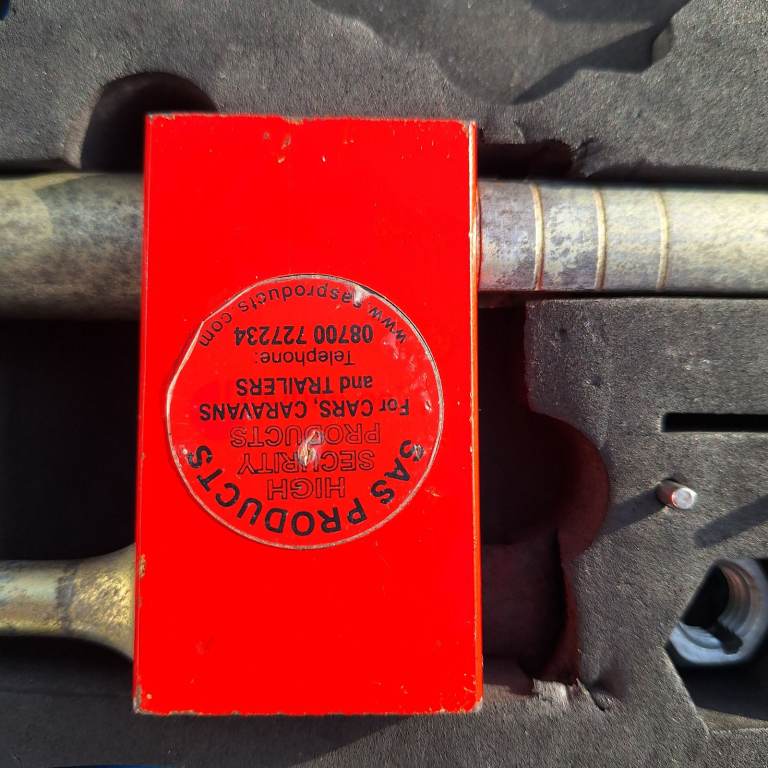 SAS PRODUCTS
HIGH
SECURITY
PRODUCTS
For CARS, CARAVANS
and TRAILERS
Telephone:
08700 727234
www.sasproducts.com